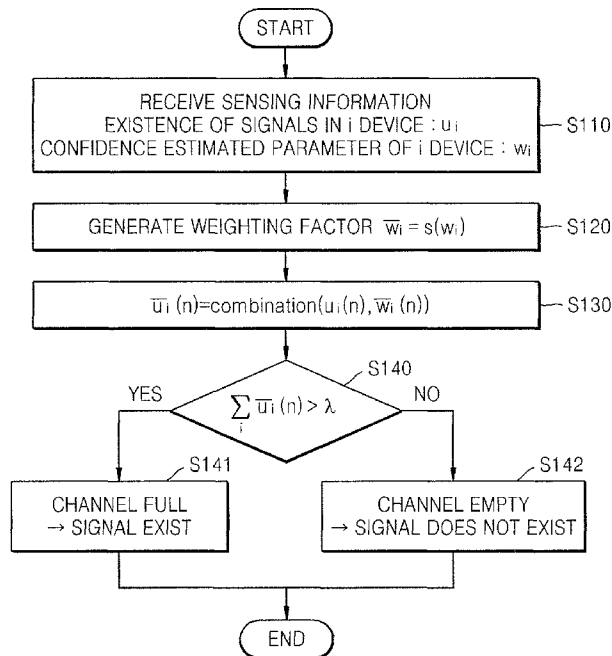 START
RECEIVE SENSING INFORMATION
EXISTENCE OF SIGNALS IN i DEVICE : uᵢ
CONFIDENCE ESTIMATED PARAMETER OF i DEVICE : wᵢ
S110
GENERATE WEIGHTING FACTOR w̅ᵢ = s(wᵢ)
S120
u̅ᵢ(n)=combination(uᵢ(n),w̅ᵢ(n))
S130
S140
YES
∑ᵢ u̅ᵢ(n) > λ
NO
S141
S142
CHANNEL FULL
→ SIGNAL EXIST
CHANNEL EMPTY
→ SIGNAL DOES NOT EXIST
END